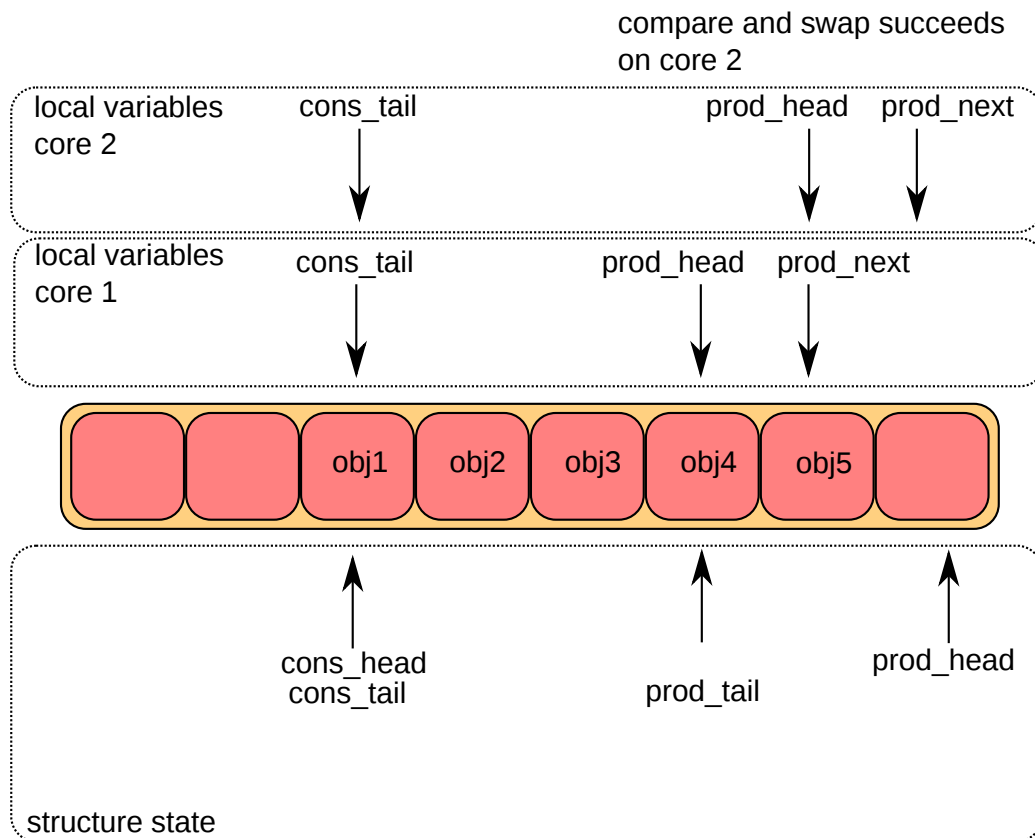 compare and swap succeeds
on core 2
local variables
core 2
cons_tail
prod_head
prod_next
local variables
core 1
cons_tail
prod_head
prod_next
obj1
obj2
obj3
obj4
obj5
cons_head
cons_tail
prod_tail
prod_head
structure state